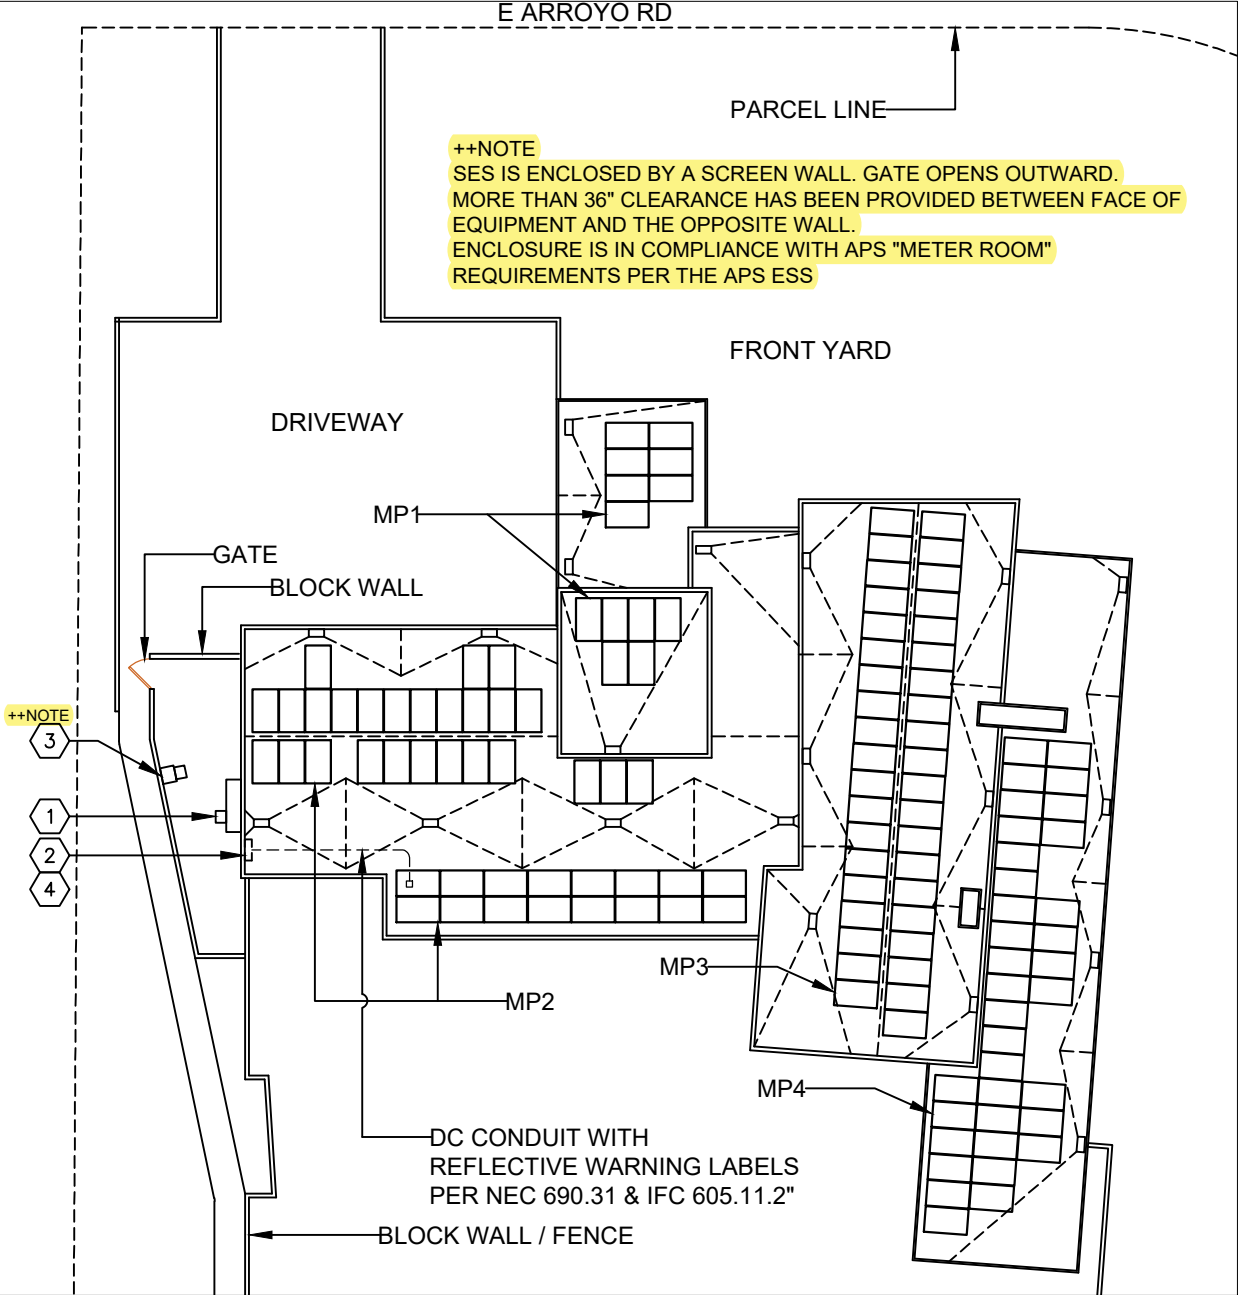 E ARROYO RD
PARCEL LINE
++NOTE
SES IS ENCLOSED BY A SCREEN WALL. GATE OPENS OUTWARD.
MORE THAN 36" CLEARANCE HAS BEEN PROVIDED BETWEEN FACE OF
EQUIPMENT AND THE OPPOSITE WALL.
ENCLOSURE IS IN COMPLIANCE WITH APS "METER ROOM"
REQUIREMENTS PER THE APS ESS
FRONT YARD
DRIVEWAY
MP1
GATE
BLOCK WALL
++NOTE
3
1
2
4
MP3
MP2
MP4
DC CONDUIT WITH
REFLECTIVE WARNING LABELS
PER NEC 690.31 & IFC 605.11.2"
BLOCK WALL / FENCE